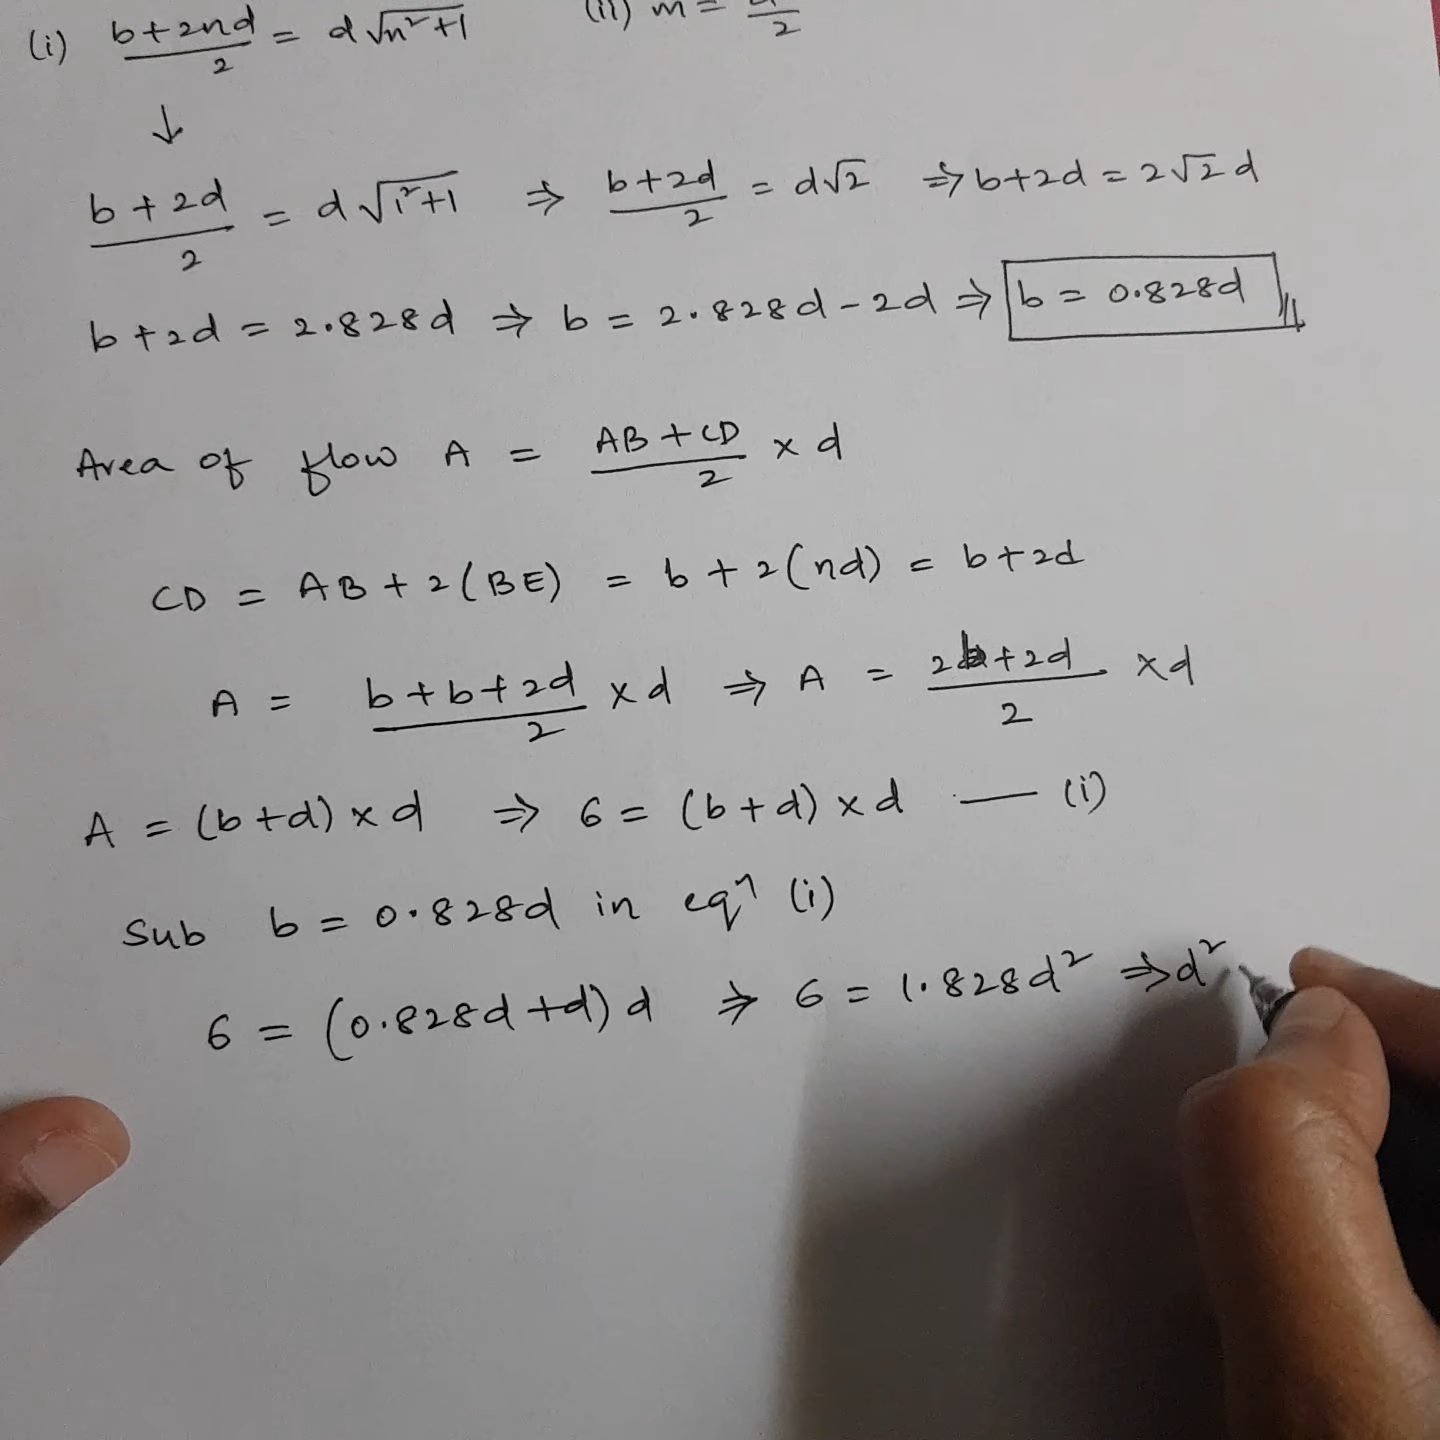 (i) b+2nd/2 = d√n²+1 (ii) m = /2
↓
b+2d/2 = d√1²+1 ⇒ b+2d/2 = d√2 ⇒ b+2d = 2√2 d
b+2d = 2.828d ⇒ b = 2.828d-2d ⇒ b = 0.828d
Area of flow A = AB+CD/2 × d
CD = AB+2(BE) = b+2(nd) = b+2d
A = b+b+2d/2 × d ⇒ A = 2b+2d/2 × d
A = (b+d)×d ⇒ 6 = (b+d)×d — (i)
Sub b = 0.828d in eqn (i)
6 = (0.828d+d)d ⇒ 6 = 1.828d² ⇒ d²